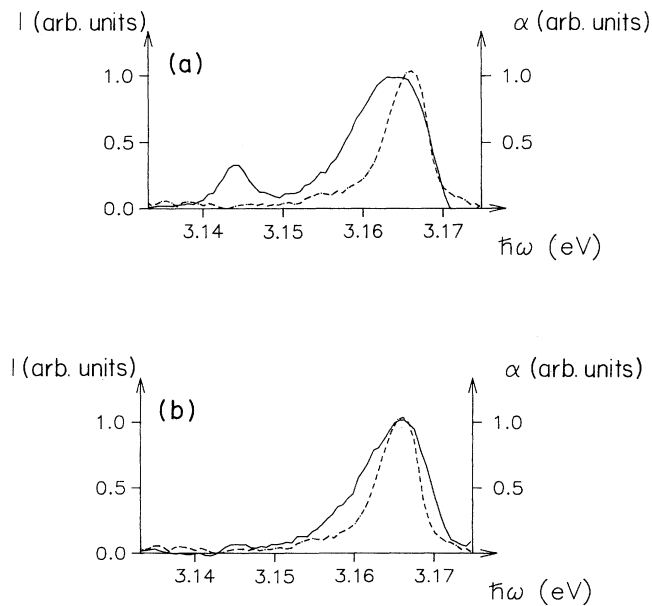 I (arb. units)
α (arb. units)
(a)
1.0
1.0
0.5
0.5
0.0
3.14 3.15 3.16 3.17
ħω (eV)
I (arb. units)
α (arb. units)
(b)
1.0
1.0
0.5
0.5
0.0
3.14 3.15 3.16 3.17
ħω (eV)